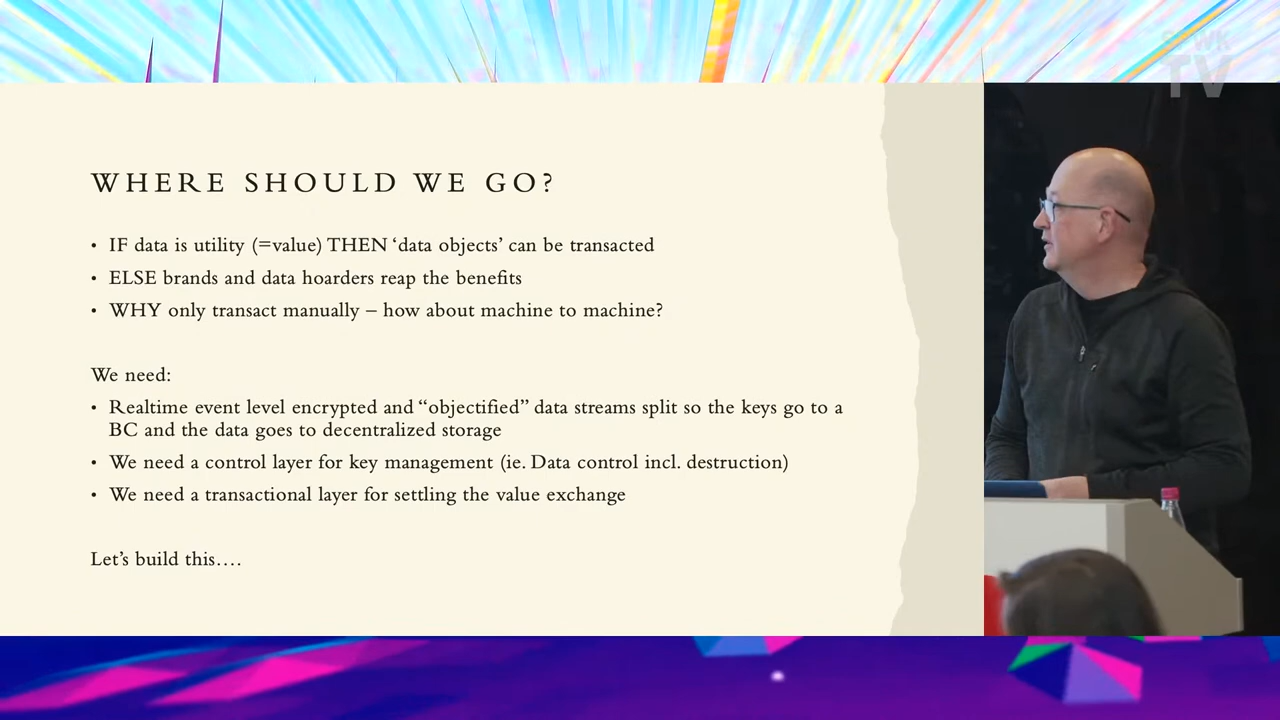 WHERE SHOULD WE GO?
• IF data is utility (=value) THEN ‘data objects’ can be transacted
• ELSE brands and data hoarders reap the benefits
• WHY only transact manually – how about machine to machine?
We need:
• Realtime event level encrypted and “objectified” data streams split so the keys go to a
BC and the data goes to decentralized storage
• We need a control layer for key management (ie. Data control incl. destruction)
• We need a transactional layer for settling the value exchange
Let’s build this….
TV